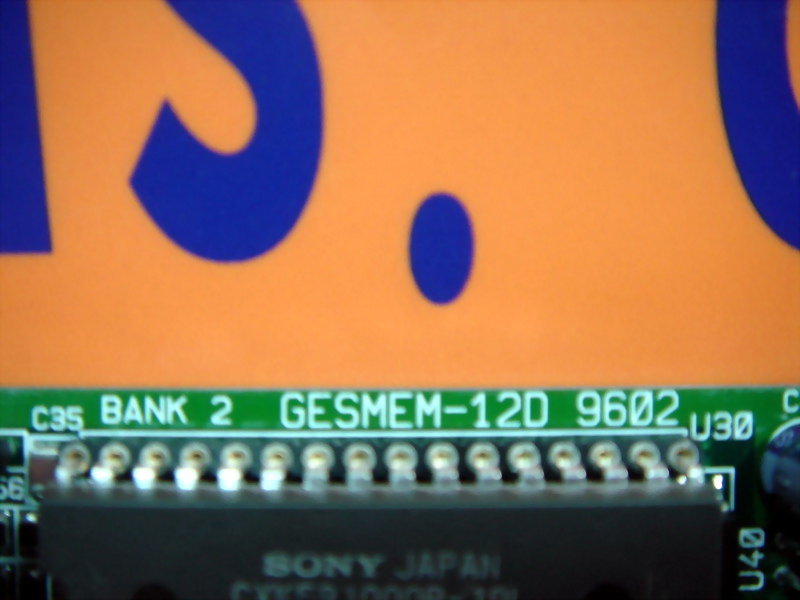 s.
C35 BANK 2 GESMEM-12D 9602 U30
SONY JAPAN
U40